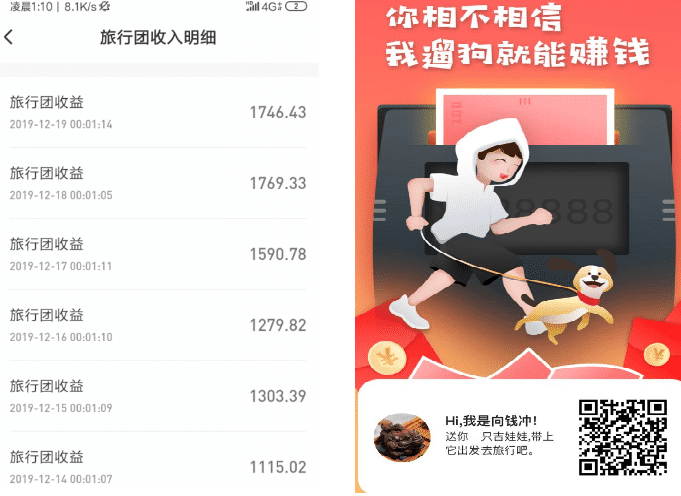 凌晨1:10 | 8.1K/s
4G
2
旅行团收入明细
旅行团收益
1746.43
2019-12-19 00:01:14
旅行团收益
1769.33
2019-12-18 00:01:05
旅行团收益
1590.78
2019-12-17 00:01:11
旅行团收益
1279.82
2019-12-16 00:01:10
旅行团收益
1303.39
2019-12-15 00:01:09
旅行团收益
1115.02
2019-12-14 00:01:07
你相不相信
我遛狗就能赚钱
100
¥
¥
Hi,我是向钱冲!
送你 只吉娃娃,带上
它出发去旅行吧。